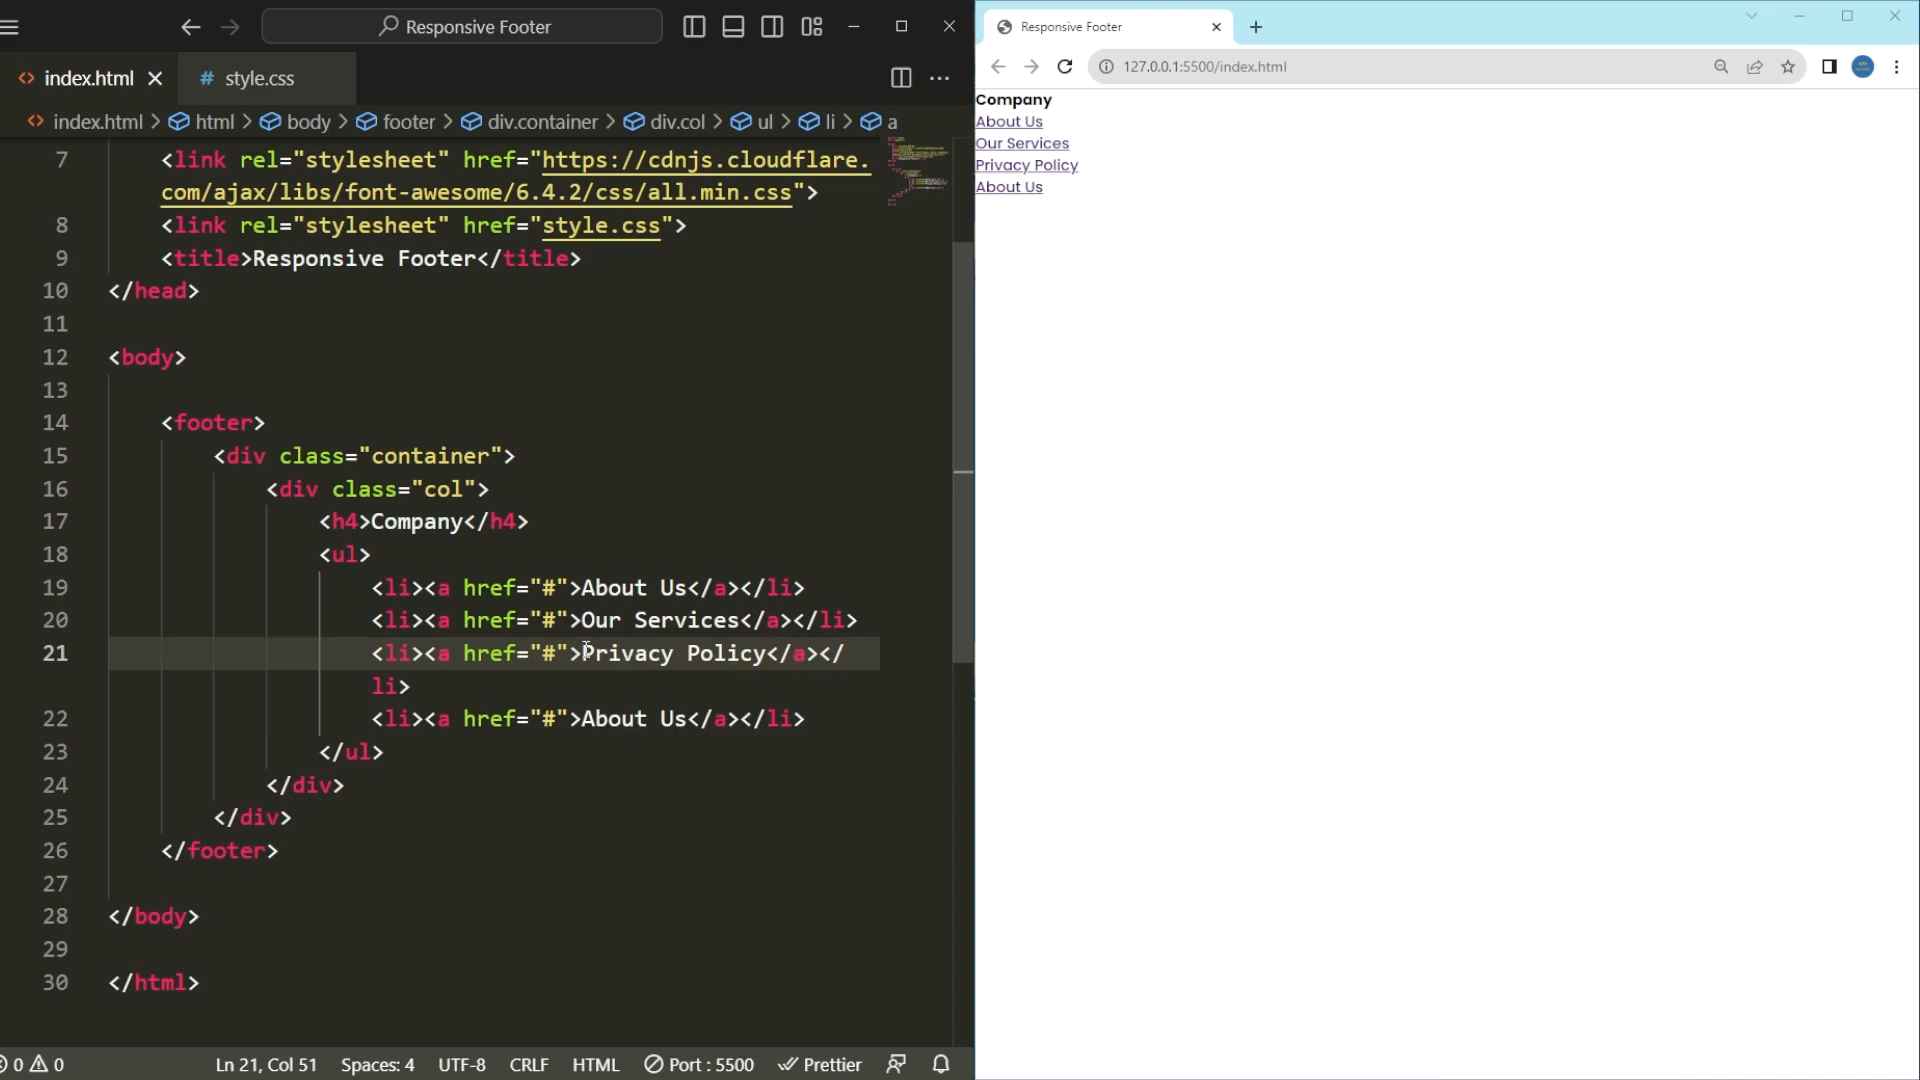 Responsive Footer
index.html
# style.css
index.html > html > body > footer > div.container > div.col > ul > li > a
7 <link rel="stylesheet" href="https://cdnjs.cloudflare.
com/ajax/libs/font-awesome/6.4.2/css/all.min.css">
8 <link rel="stylesheet" href="style.css">
9 <title>Responsive Footer</title>
10 </head>
11
12 <body>
13
14 <footer>
15 <div class="container">
16 <div class="col">
17 <h4>Company</h4>
18 <ul>
19 <li><a href="#">About Us</a></li>
20 <li><a href="#">Our Services</a></li>
21 <li><a href="#">Privacy Policy</a></
li>
22 <li><a href="#">About Us</a></li>
23 </ul>
24 </div>
25 </div>
26 </footer>
27
28 </body>
29
30 </html>
0 0 Ln 21, Col 51 Spaces: 4 UTF-8 CRLF HTML Port : 5500 Prettier
Responsive Footer
127.0.0.1:5500/index.html
Company
About Us
Our Services
Privacy Policy
About Us